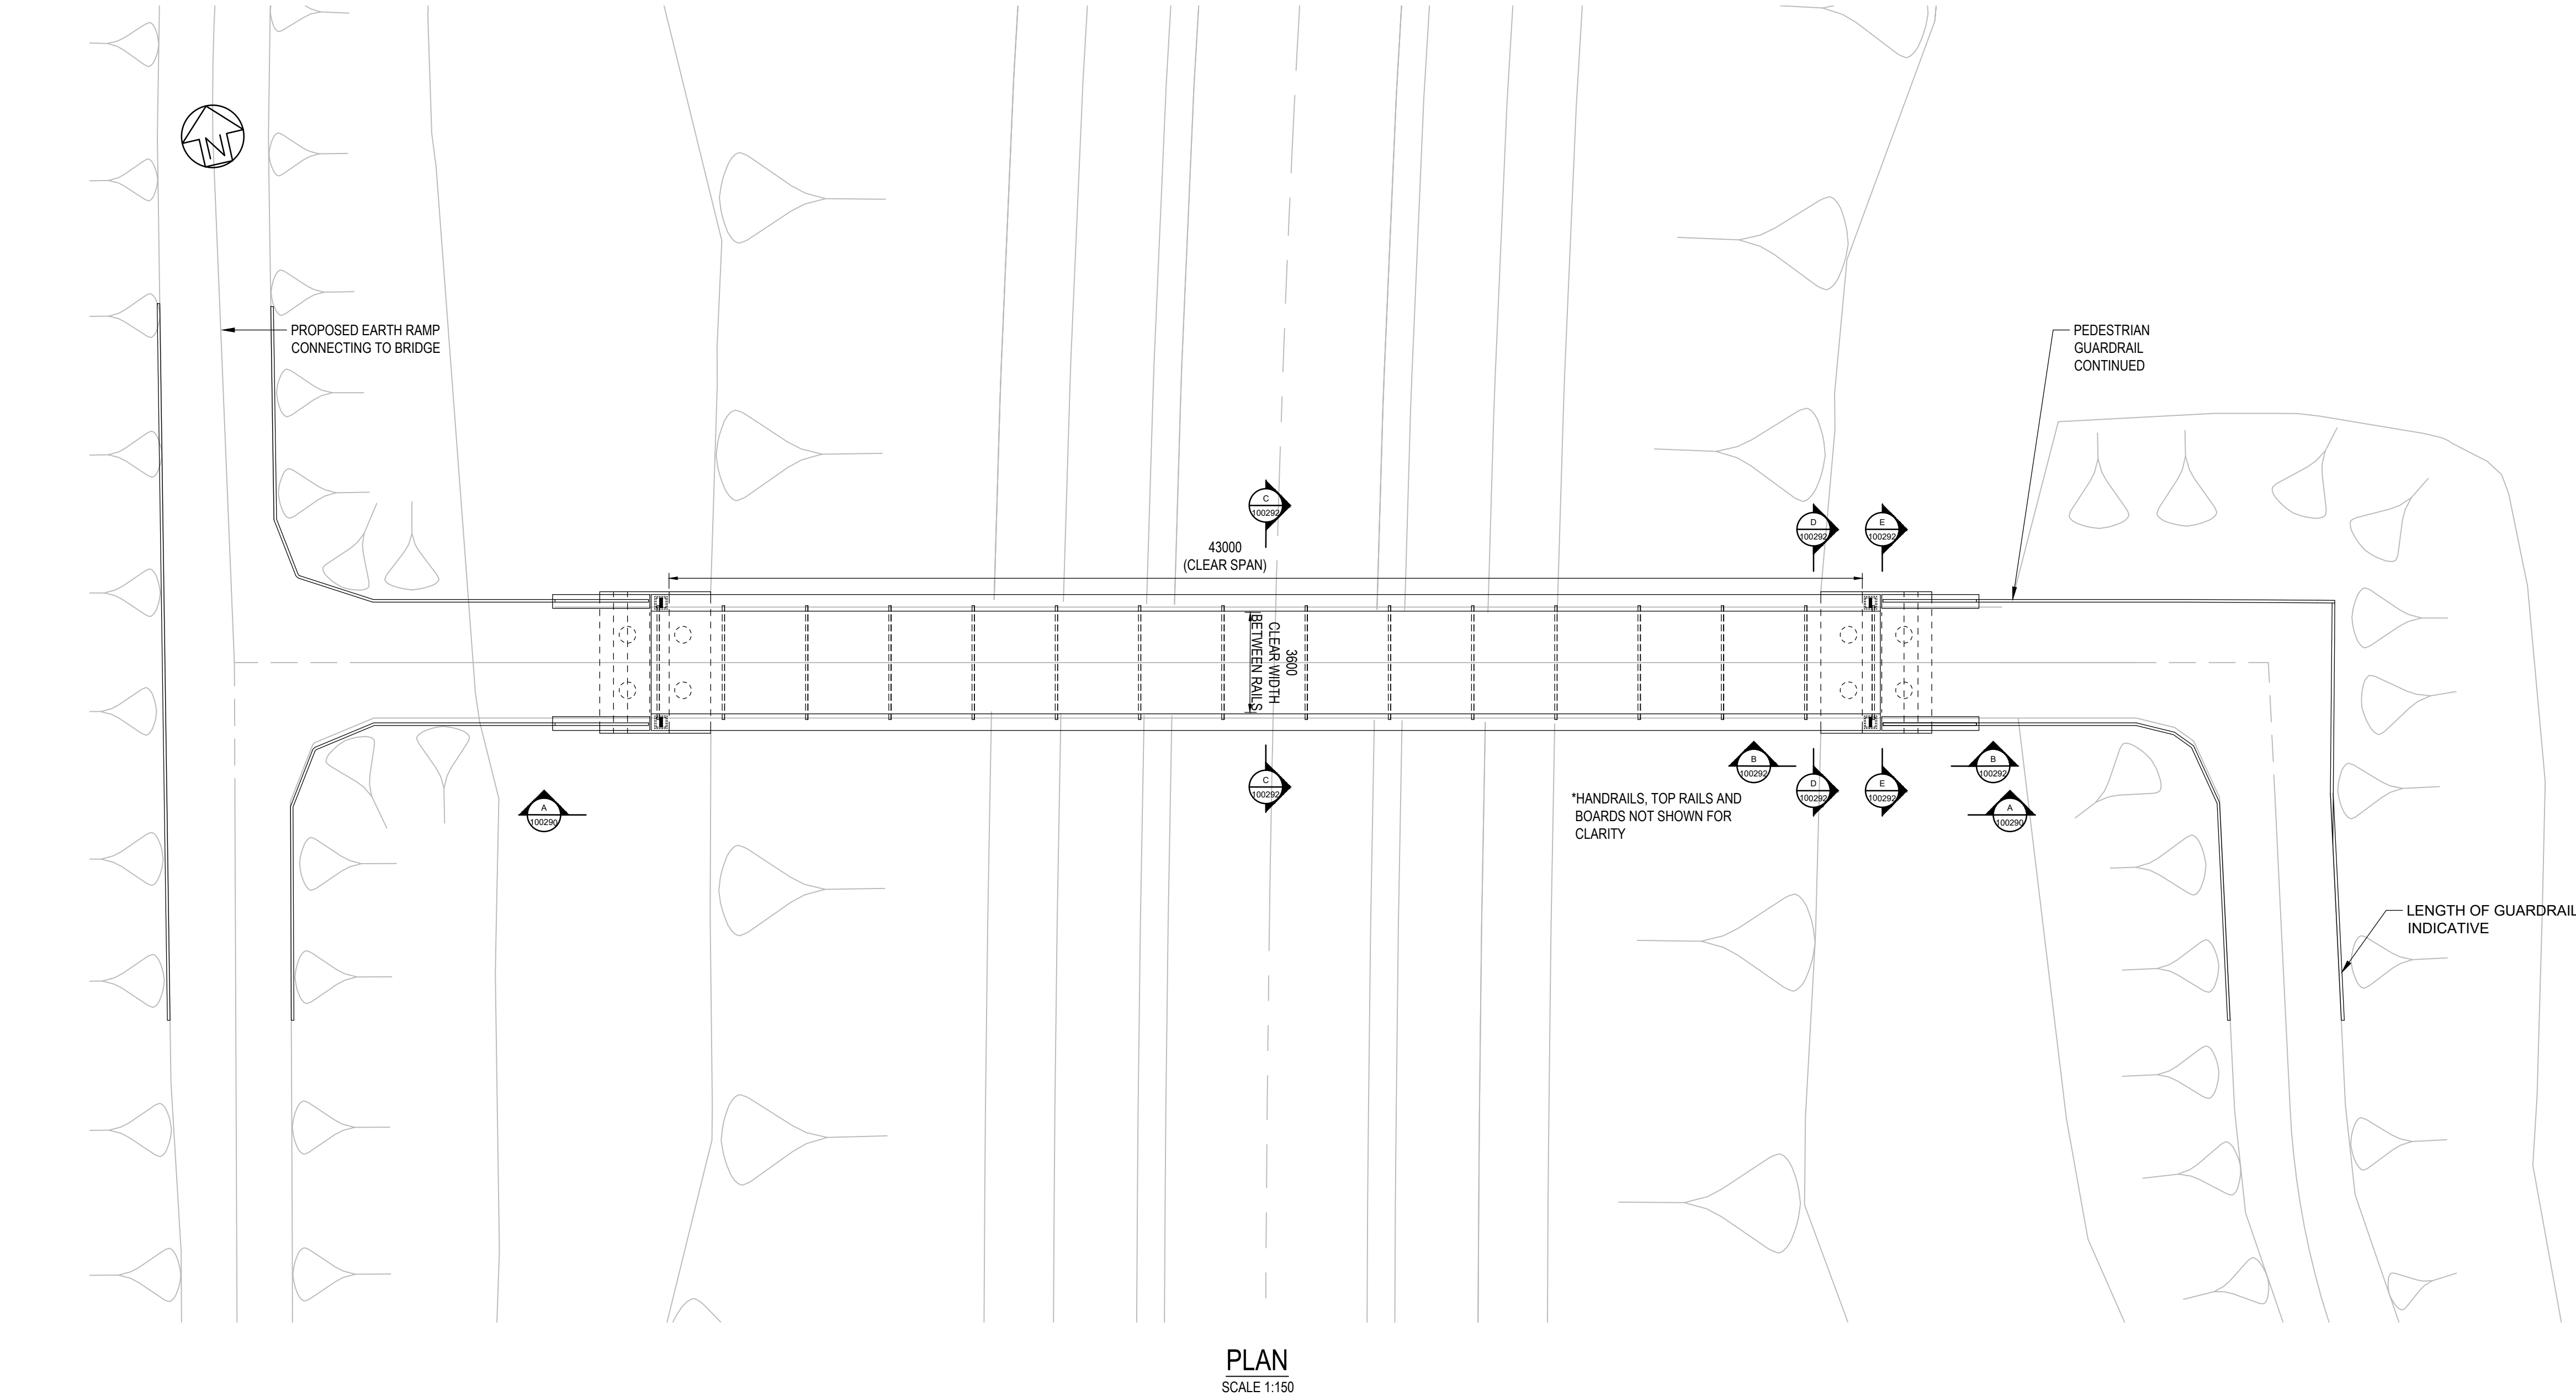 N
PROPOSED EARTH RAMP
CONNECTING TO BRIDGE
PEDESTRIAN
GUARDRAIL
CONTINUED
C
100292
D
100292
E
100292
43000
(CLEAR SPAN)
3600
CLEAR WIDTH
BETWEEN RAILS
B
100292
B
100292
C
100292
D
100292
E
100292
A
100290
A
100290
*HANDRAILS, TOP RAILS AND
BOARDS NOT SHOWN FOR
CLARITY
LENGTH OF GUARDRAIL
INDICATIVE
PLAN
SCALE 1:150